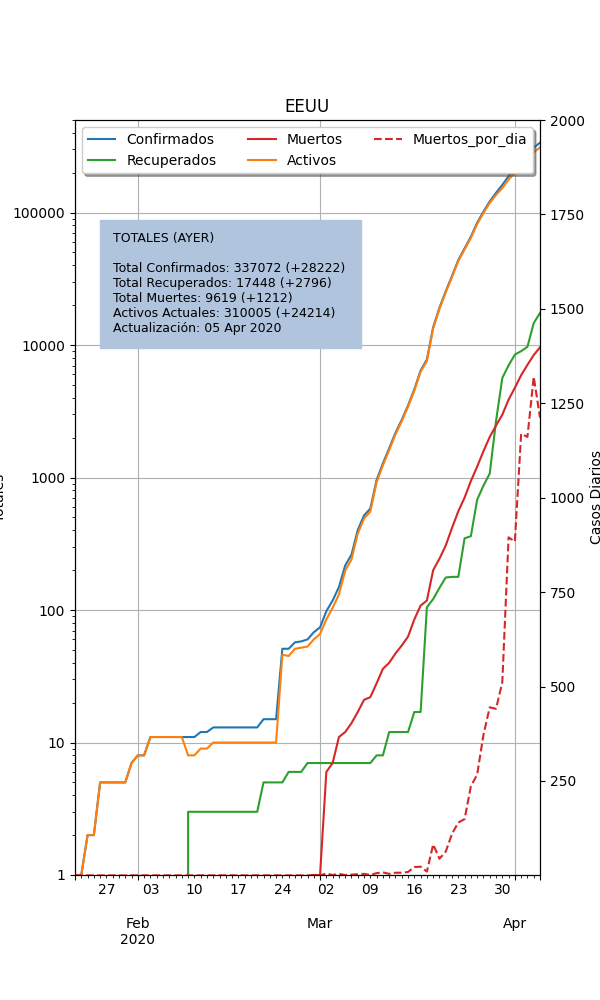 EEUU
Confirmados
Recuperados
Muertos
Activos
Muertos_por_dia
TOTALES (AYER)
Total Confirmados: 337072 (+28222)
Total Recuperados: 17448 (+2796)
Total Muertes: 9619 (+1212)
Activos Actuales: 310005 (+24214)
Actualización: 05 Apr 2020
100000
10000
1000
100
10
1
2000
1750
1500
1250
1000
750
500
250
Casos Diarios
27 03 10 17 24 02 09 16 23 30
Feb Mar Apr
2020